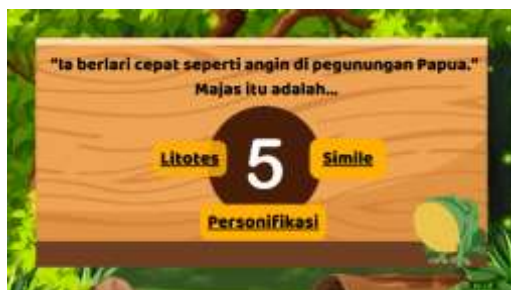 "Ia berlari cepat seperti angin di pegunungan Papua."
Majas itu adalah...
Litotes
5
Simile
Personifikasi